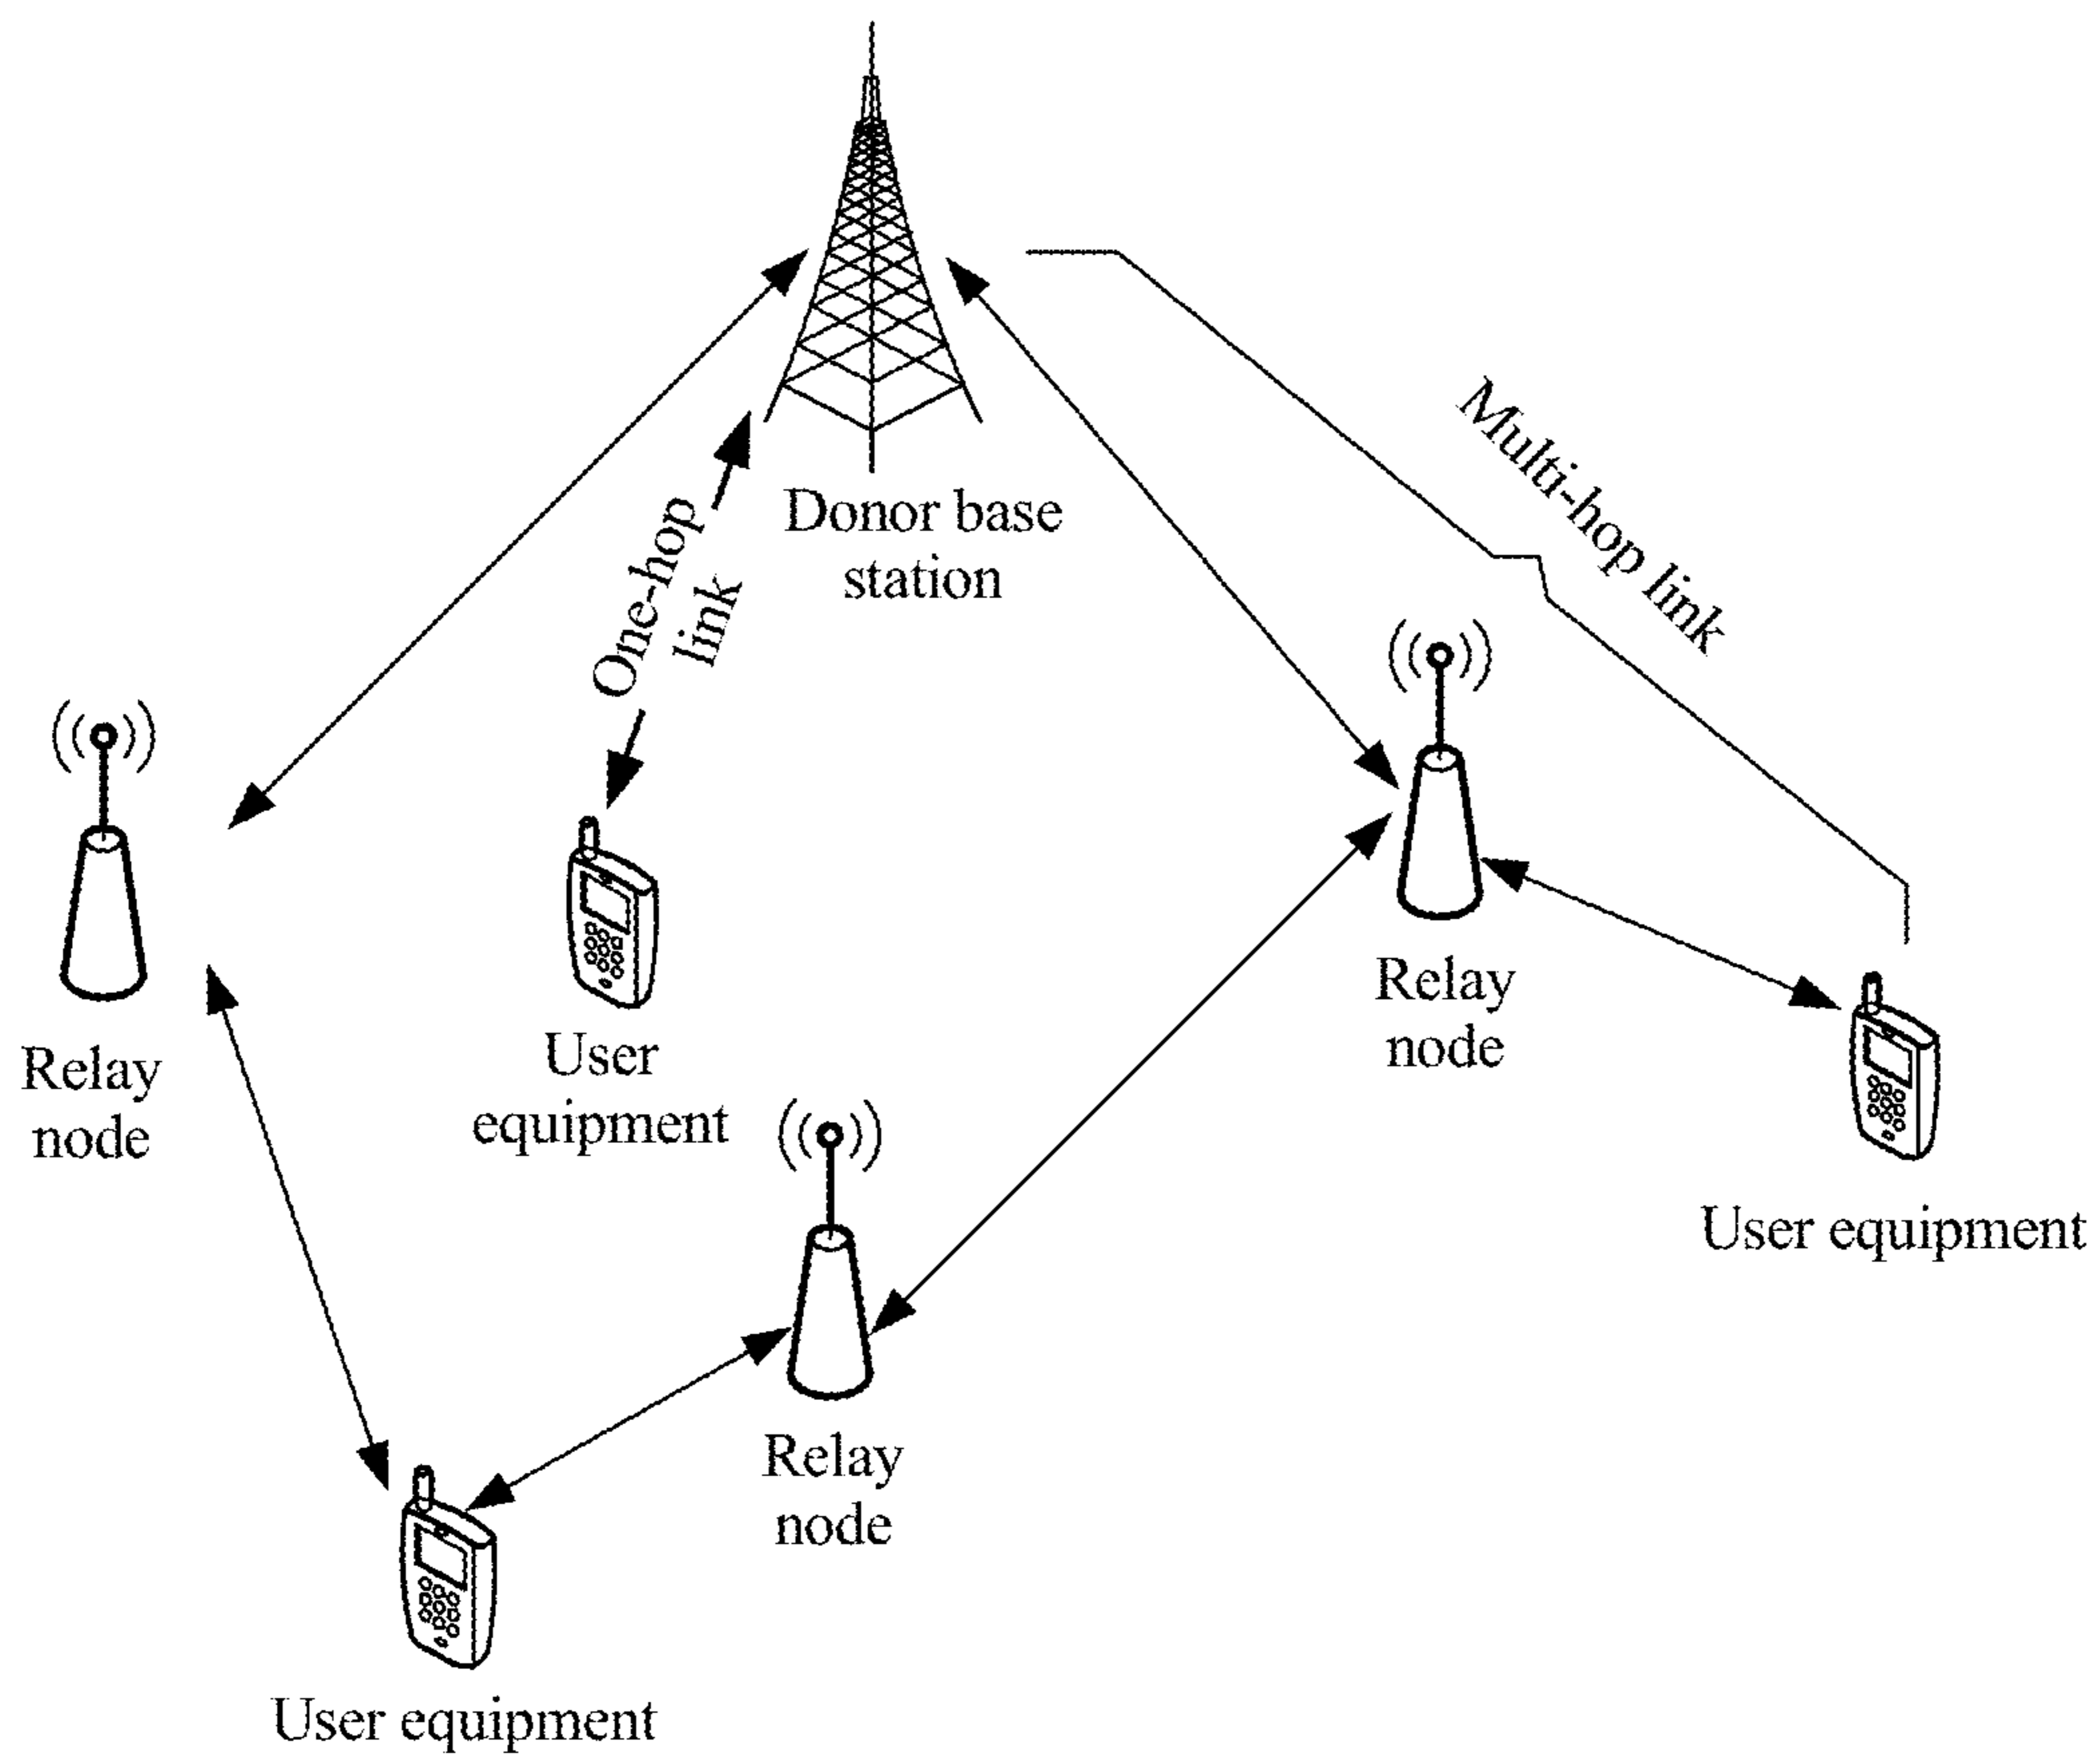 Donor base
station
One-hop
link
Multi-hop link
Relay
node
User
equipment
Relay
node
User equipment
Relay
node
User equipment